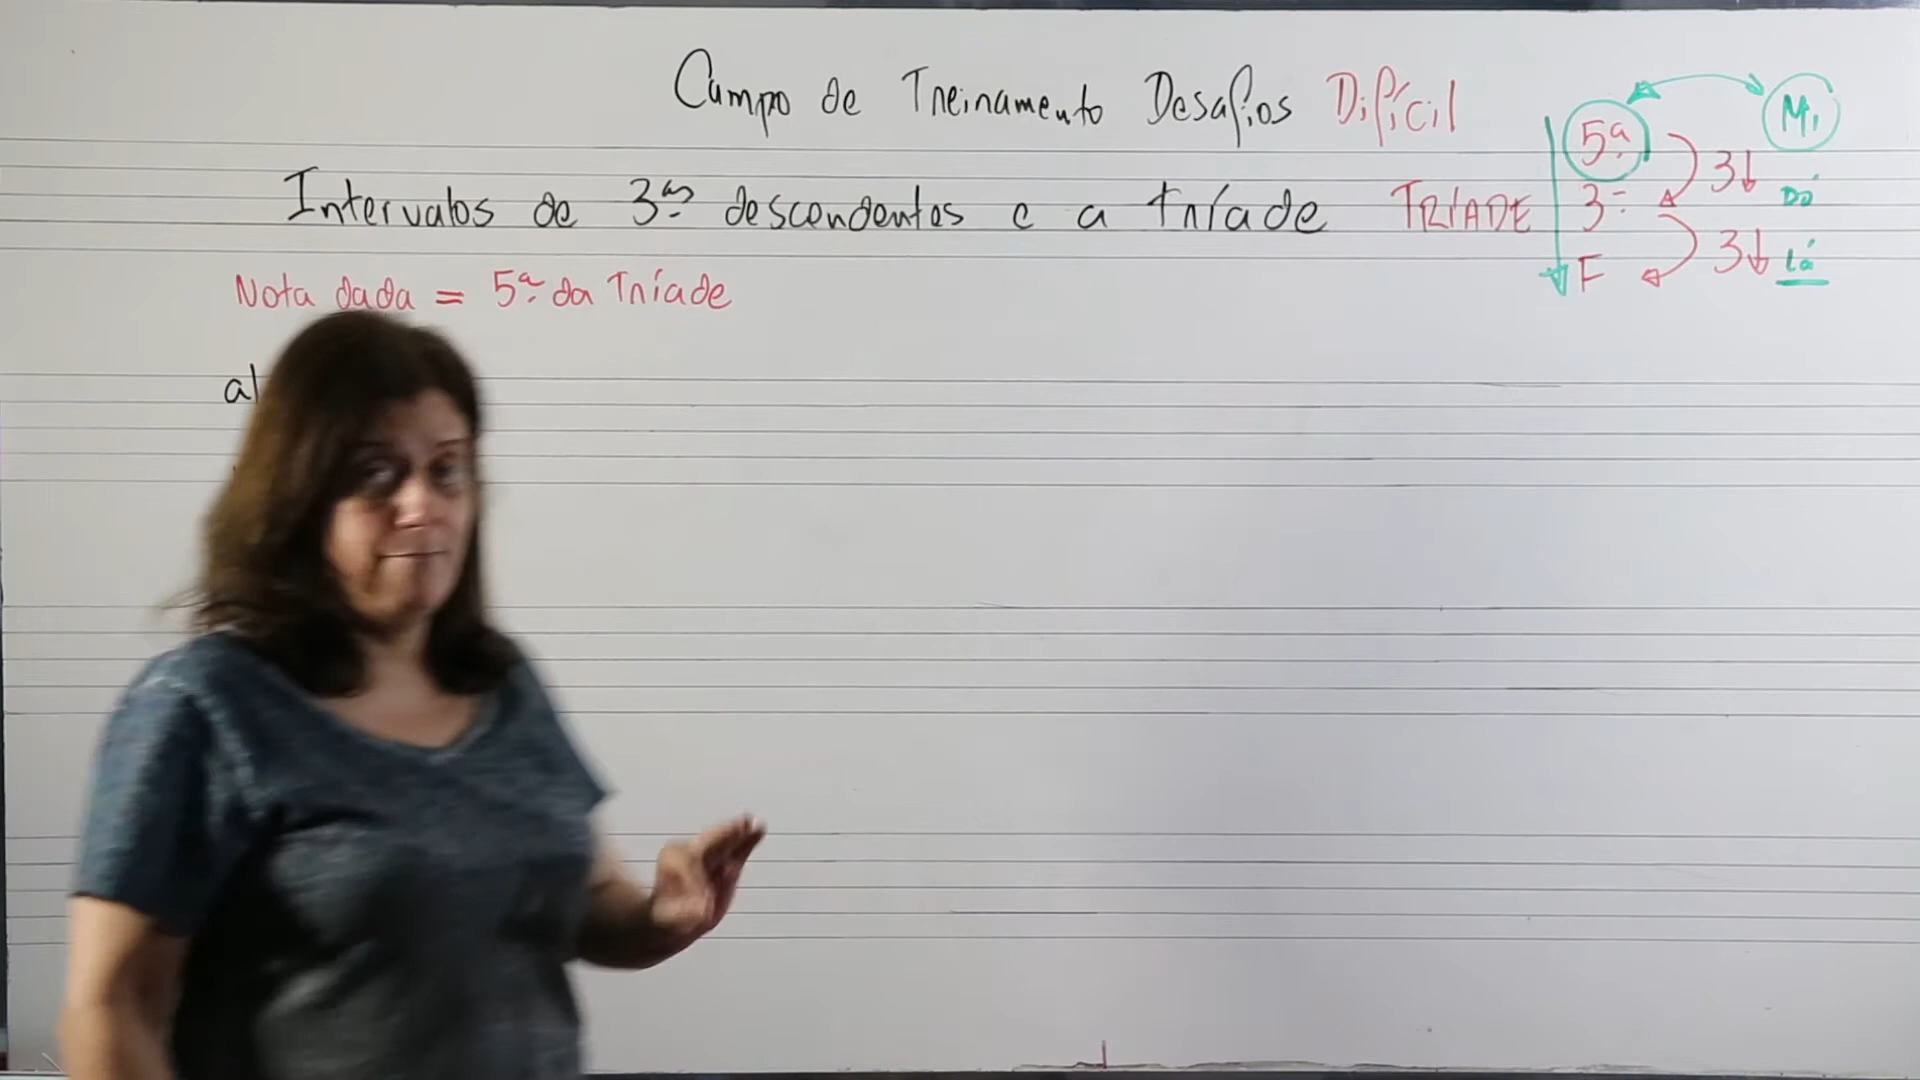 Campo de Treinamento Desafios Difícil
Intervalos de 3ªs descendentes e a tríade TRÍADE
5ª Mi
3ª 3↓ Dó
F 3↓ Lá
Nota dada = 5ª da Tríade
a)